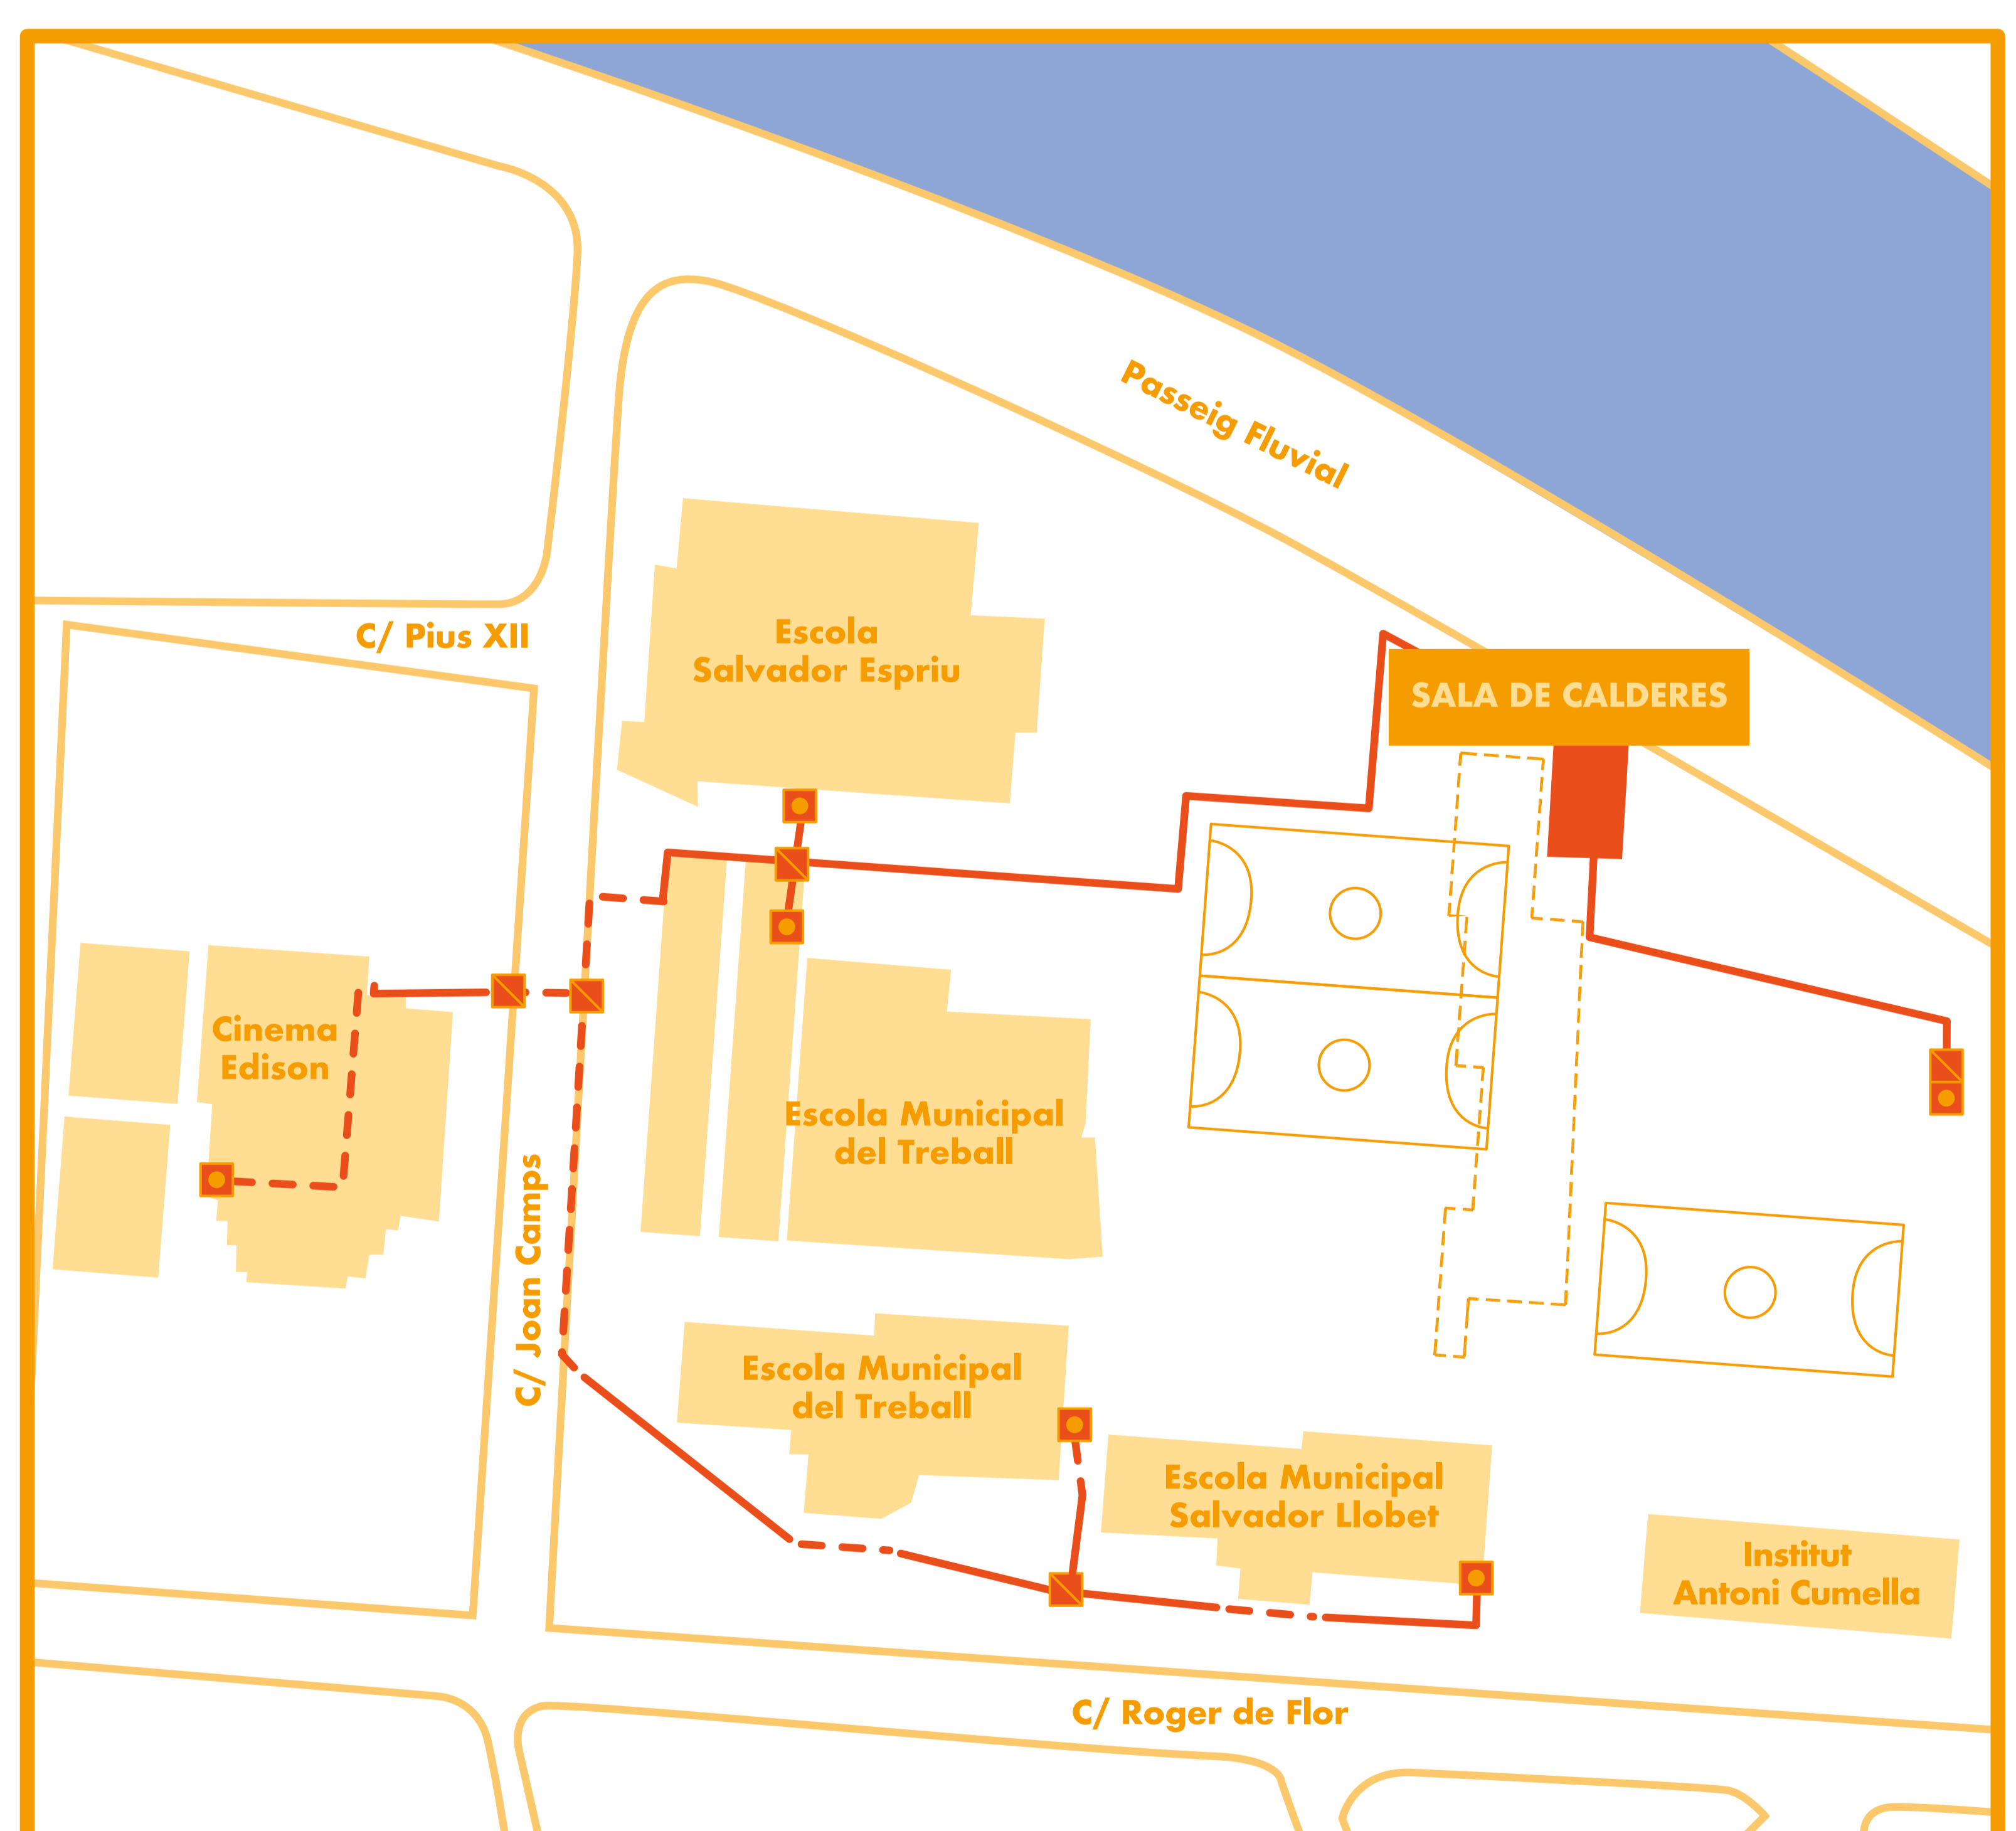 Passeig Fluvial
C/ Pius XII
Escola
Salvador Espriu
SALA DE CALDERES
Cinema
Edison
Escola Municipal
del Treball
C/ Joan Camps
Escola Municipal
del Treball
Escola Municipal
Salvador Llobet
Institut
Antoni Cumella
C/ Roger de Flor